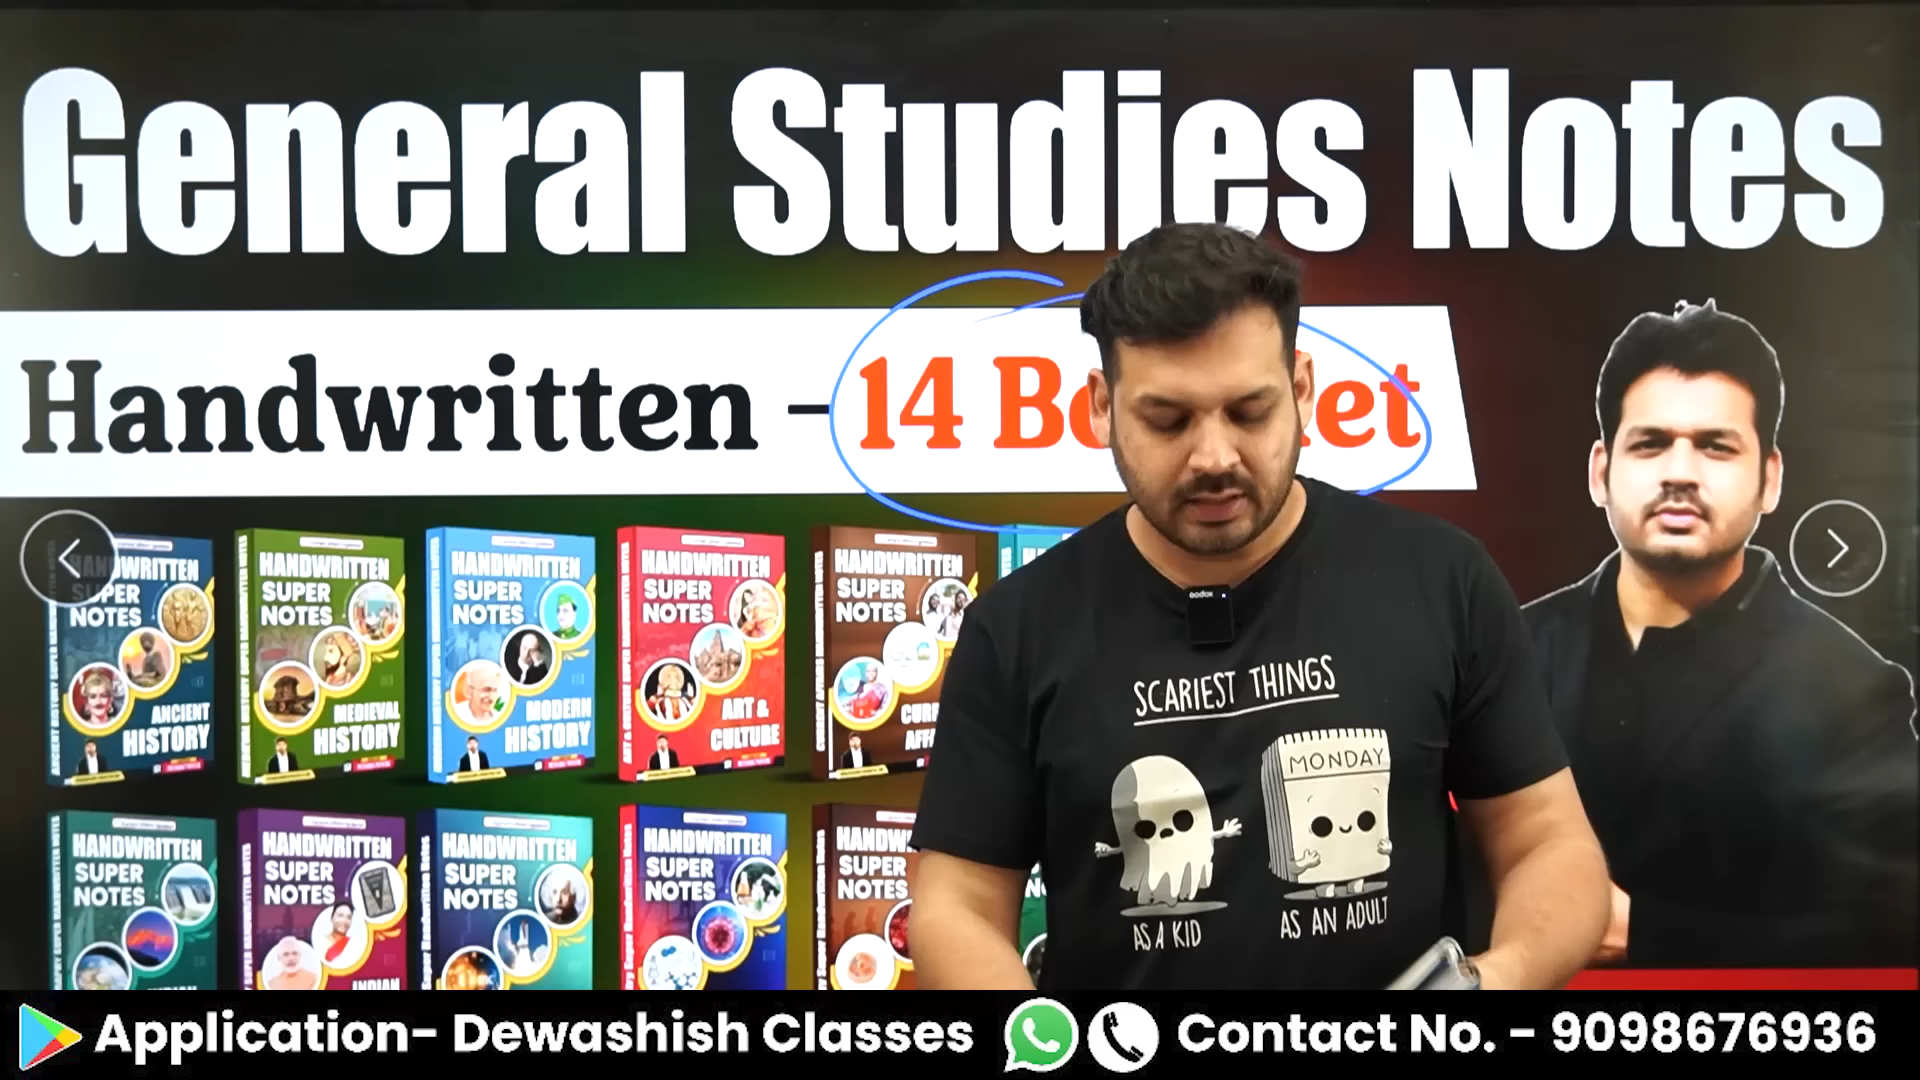 General Studies Notes
Handwritten - 14
HANDWRITTEN
SUPER
NOTES
ANCIENT
HISTORY
HANDWRITTEN
SUPER
NOTES
MEDIEVAL
HISTORY
HANDWRITTEN
SUPER
NOTES
MODERN
HISTORY
HANDWRITTEN
SUPER
NOTES
ART &
CULTURE
HANDWRITTEN
SUPER
NOTES
HANDWRITTEN
SUPER
NOTES
HANDWRITTEN
SUPER
NOTES
INDIAN
HANDWRITTEN
SUPER
NOTES
HANDWRITTEN
SUPER
NOTES
SUPER
NOTES
Godox
SCARIEST THINGS
MONDAY
AS A KID
AS AN ADULT
Application- Dewashish Classes
Contact No. - 9098676936